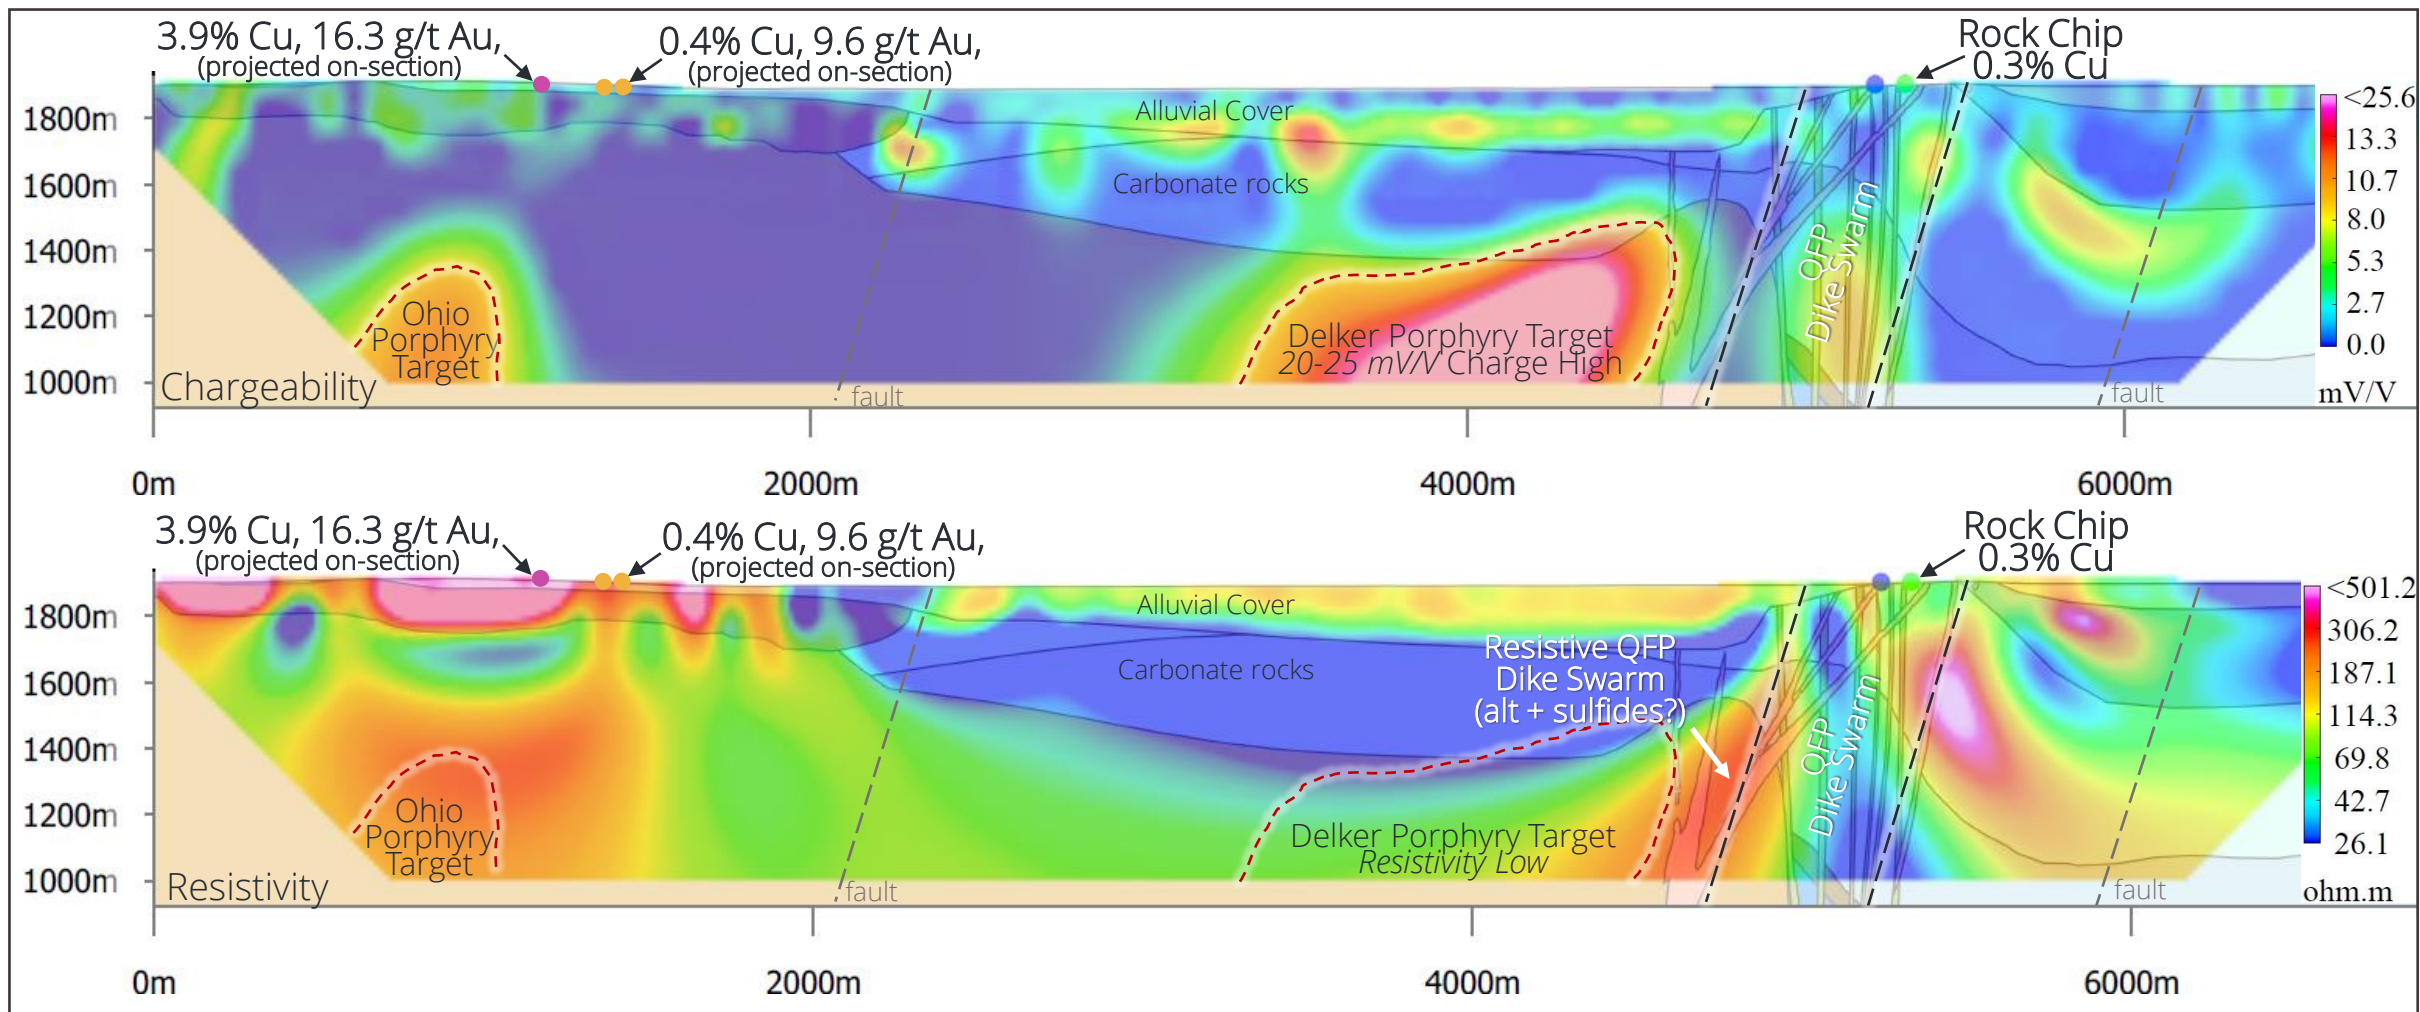 3.9% Cu, 16.3 g/t Au,
(projected on-section)
0.4% Cu, 9.6 g/t Au,
(projected on-section)
Rock Chip
0.3% Cu
1800m
1600m
1400m
1200m
1000m
Alluvial Cover
Carbonate rocks
Ohio
Porphyry
Target
Delker Porphyry Target
20-25 mV/V Charge High
QFP
Dike Swarm
Chargeability
fault
fault
<25.6
13.3
10.7
8.0
5.3
2.7
0.0
mV/V
0m
2000m
4000m
6000m
3.9% Cu, 16.3 g/t Au,
(projected on-section)
0.4% Cu, 9.6 g/t Au,
(projected on-section)
Rock Chip
0.3% Cu
1800m
1600m
1400m
1200m
1000m
Alluvial Cover
Carbonate rocks
Resistive QFP
Dike Swarm
(alt + sulfides?)
QFP
Dike Swarm
Ohio
Porphyry
Target
Delker Porphyry Target
Resistivity Low
Resistivity
fault
fault
<501.2
306.2
187.1
114.3
69.8
42.7
26.1
ohm.m
0m
2000m
4000m
6000m